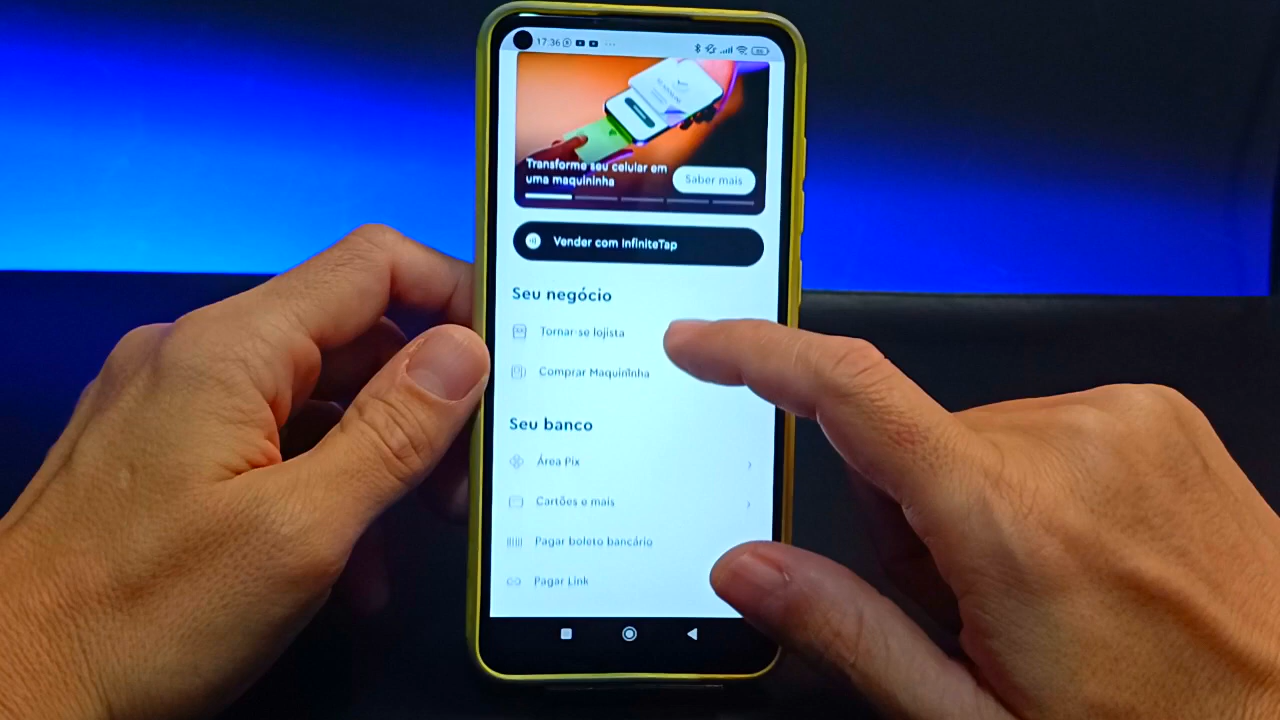 17:36
Transforme seu celular em
uma maquininha
Saber mais
Vender com InfiniteTap
Seu negócio
Tornar-se lojista
Comprar Maquininha
Seu banco
Área Pix
Cartões e mais
Pagar boleto bancário
Pagar Link